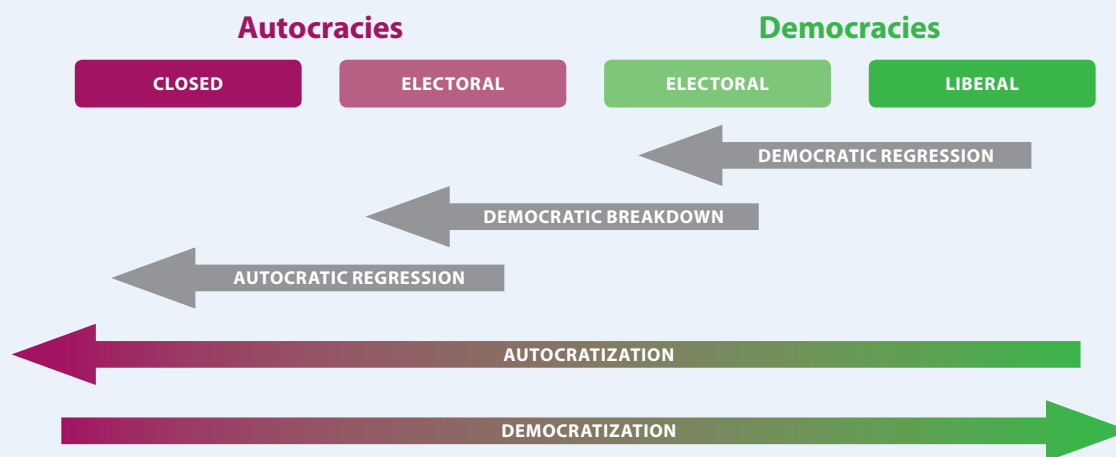 Autocracies
Democracies
CLOSED
ELECTORAL
ELECTORAL
LIBERAL
DEMOCRATIC REGRESSION
DEMOCRATIC BREAKDOWN
AUTOCRATIC REGRESSION
AUTOCRATIZATION
DEMOCRATIZATION